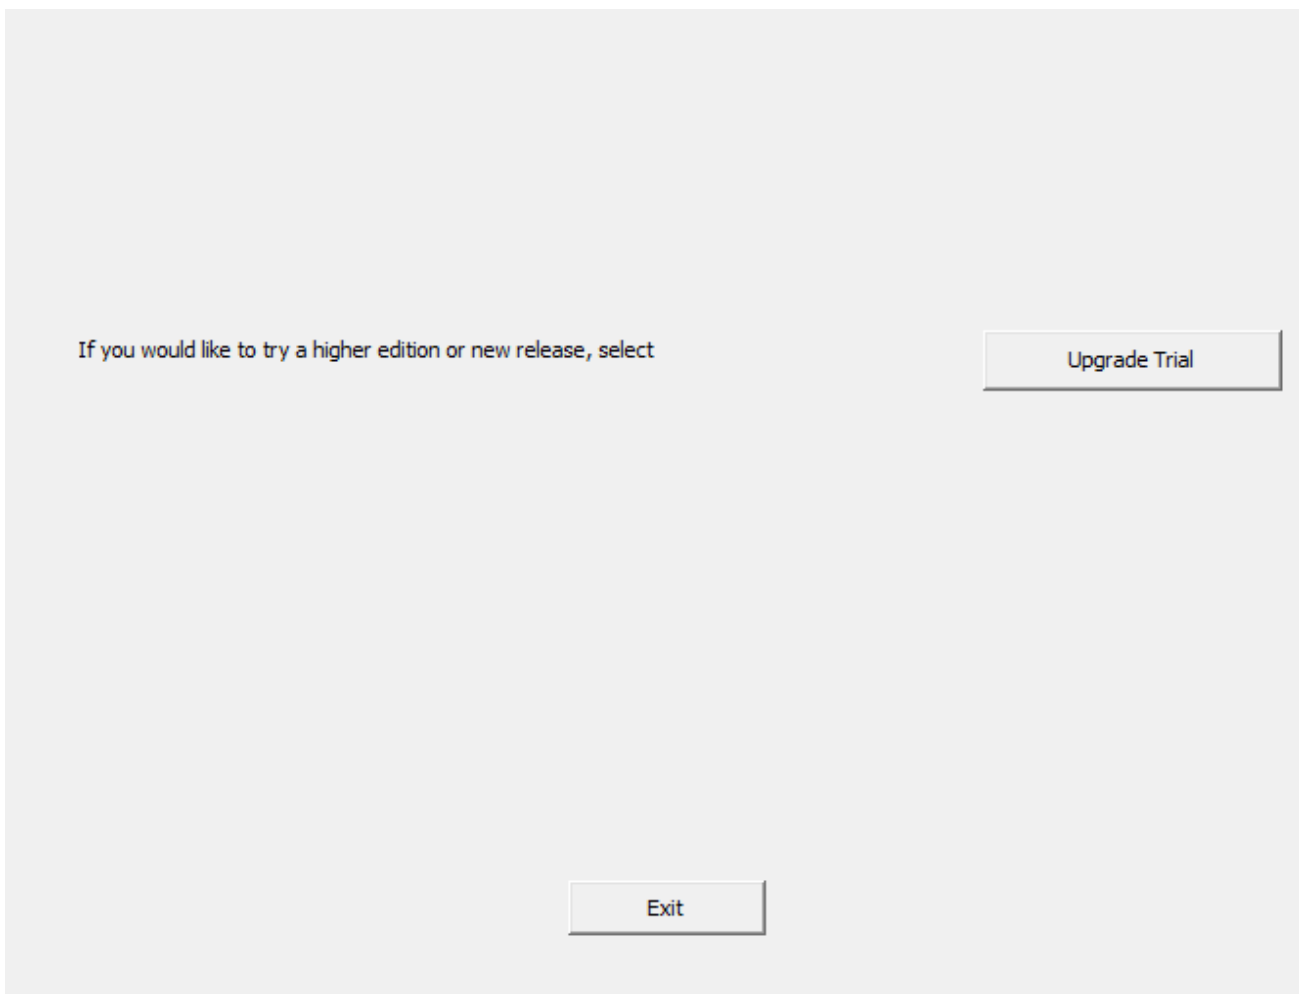 If you would like to try a higher edition or new release, select
Upgrade Trial
Exit